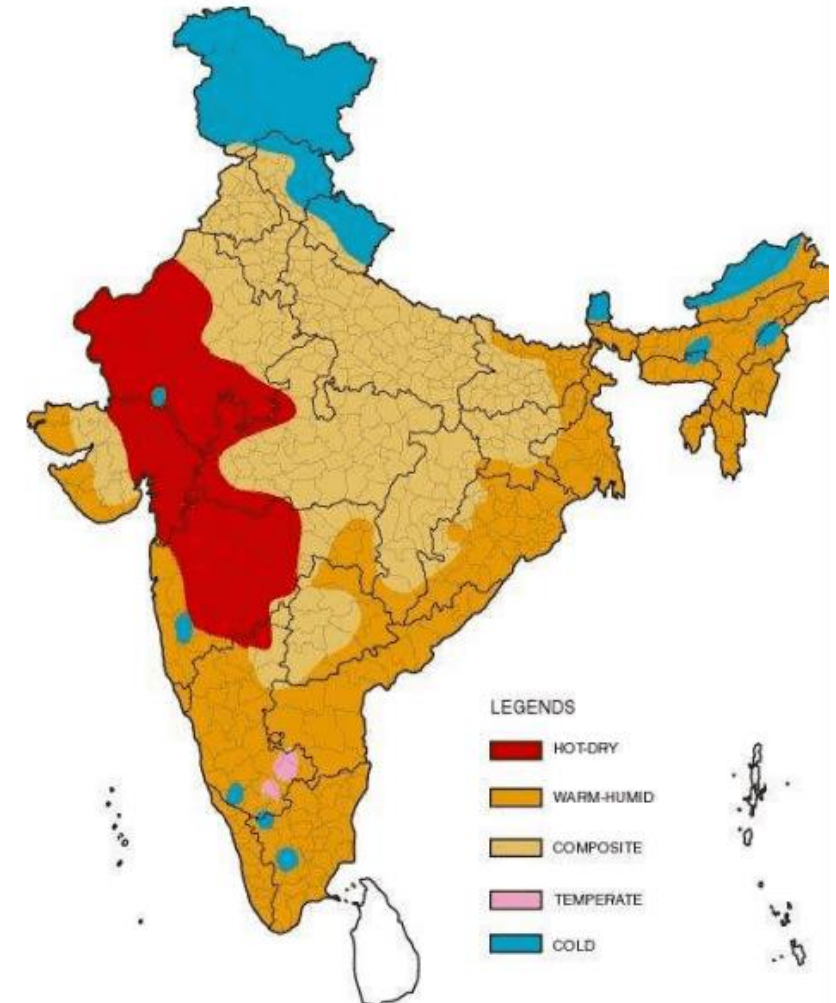 LEGENDS
HOT-DRY
WARM-HUMID
COMPOSITE
TEMPERATE
COLD